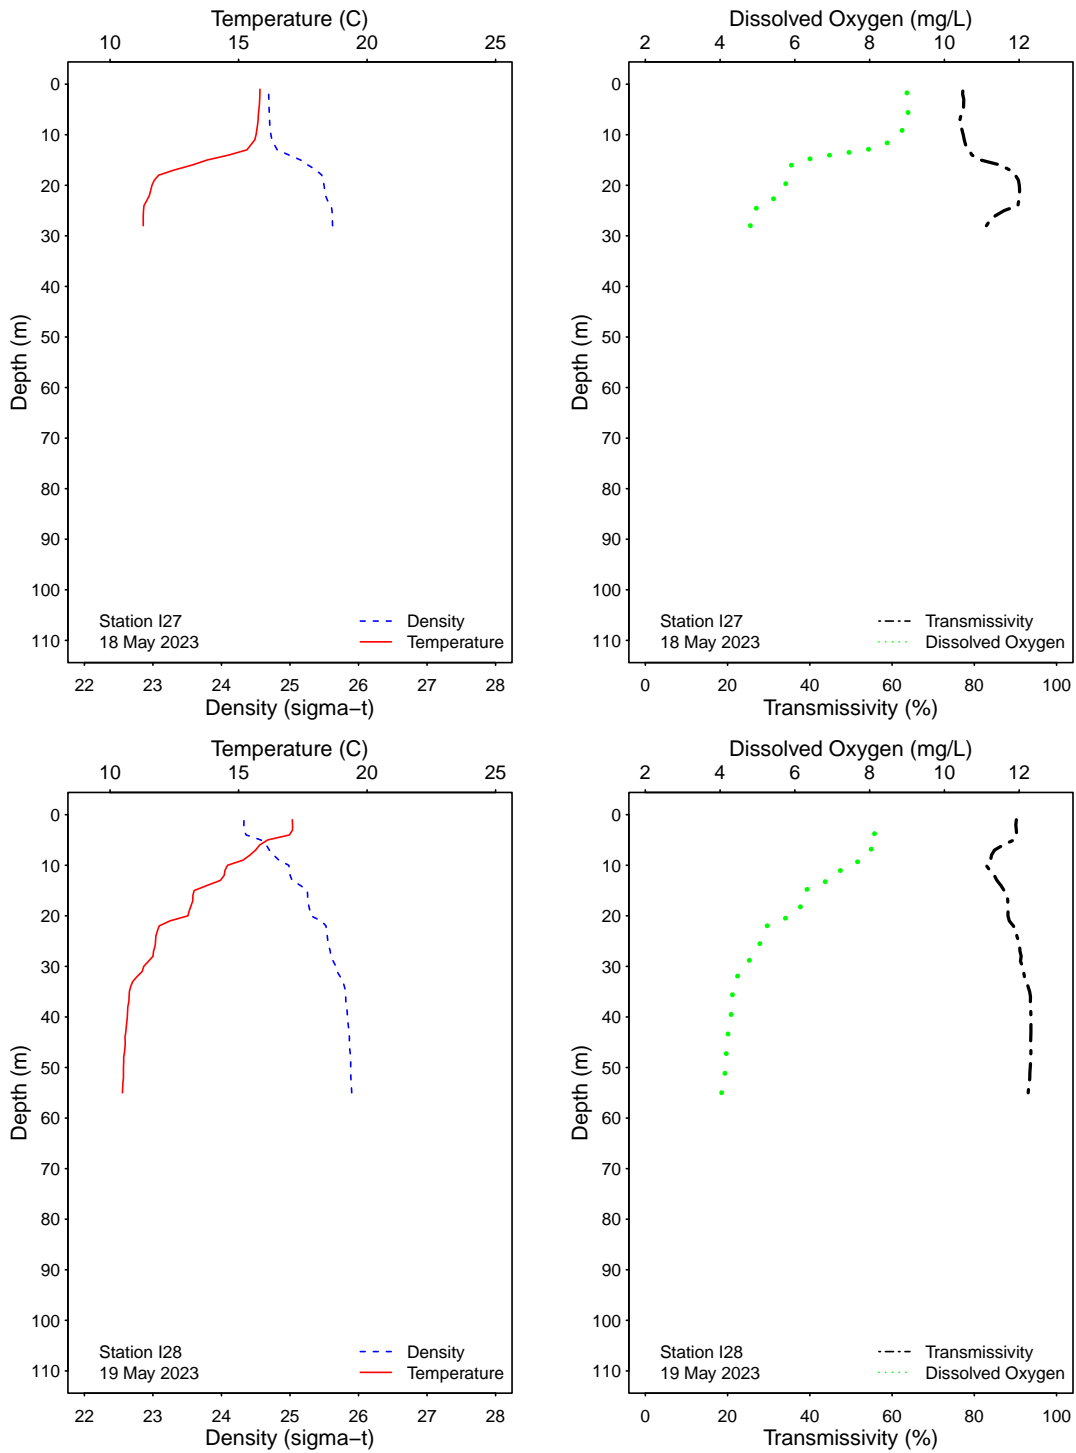 Temperature (C)
10 15 20 25
0
10
20
30
40
50
60
70
80
90
100
110
Depth (m)
Station I27
18 May 2023
Density
Temperature
22 23 24 25 26 27 28
Density (sigma−t)
Dissolved Oxygen (mg/L)
2 4 6 8 10 12
0
10
20
30
40
50
60
70
80
90
100
110
Depth (m)
Station I27
18 May 2023
Transmissivity
Dissolved Oxygen
0 20 40 60 80 100
Transmissivity (%)
Temperature (C)
10 15 20 25
0
10
20
30
40
50
60
70
80
90
100
110
Depth (m)
Station I28
19 May 2023
Density
Temperature
22 23 24 25 26 27 28
Density (sigma−t)
Dissolved Oxygen (mg/L)
2 4 6 8 10 12
0
10
20
30
40
50
60
70
80
90
100
110
Depth (m)
Station I28
19 May 2023
Transmissivity
Dissolved Oxygen
0 20 40 60 80 100
Transmissivity (%)